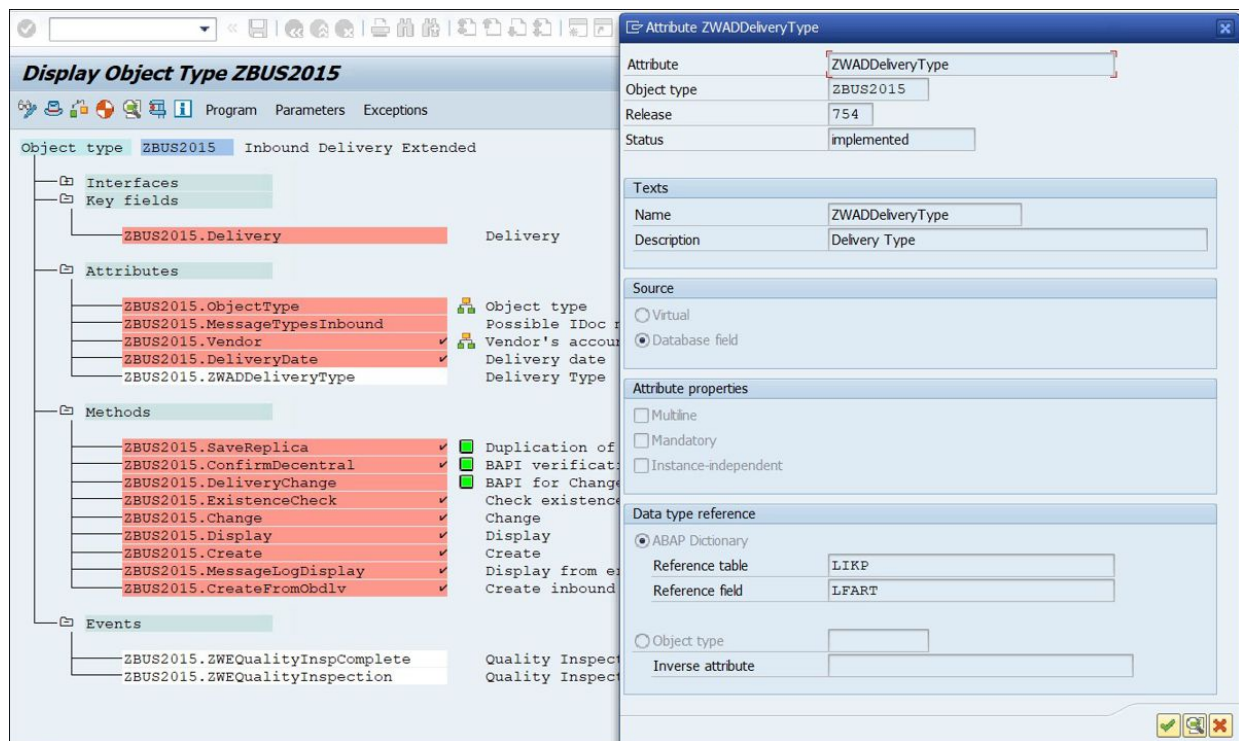 Display Object Type ZBUS2015
Program Parameters Exceptions
Object type ZBUS2015 Inbound Delivery Extended
Interfaces
Key fields
ZBUS2015.Delivery Delivery
Attributes
ZBUS2015.ObjectType Object type
ZBUS2015.MessageTypesInbound Possible IDoc
ZBUS2015.Vendor Vendor's
ZBUS2015.DeliveryDate Delivery date
ZBUS2015.ZWADDeliveryType Delivery Type
Methods
ZBUS2015.SaveReplica Duplication of
ZBUS2015.ConfirmDecentral BAPI
ZBUS2015.DeliveryChange BAPI for
ZBUS2015.ExistenceCheck Check existence
ZBUS2015.Change Change
ZBUS2015.Display Display
ZBUS2015.Create Create
ZBUS2015.MessageLogDisplay Display from
ZBUS2015.CreateFromObdlv Create inbound
Events
ZBUS2015.ZWEQualityInspComplete Quality
ZBUS2015.ZWEQualityInspection Quality
Attribute ZWADDeliveryType
Attribute ZWADDeliveryType
Object type ZBUS2015
Release 754
Status implemented
Texts
Name ZWADDeliveryType
Description Delivery Type
Source
Virtual
Database field
Attribute properties
Multiline
Mandatory
Instance-independent
Data type reference
ABAP Dictionary
Reference table LIKP
Reference field LFART
Object type
Inverse attribute